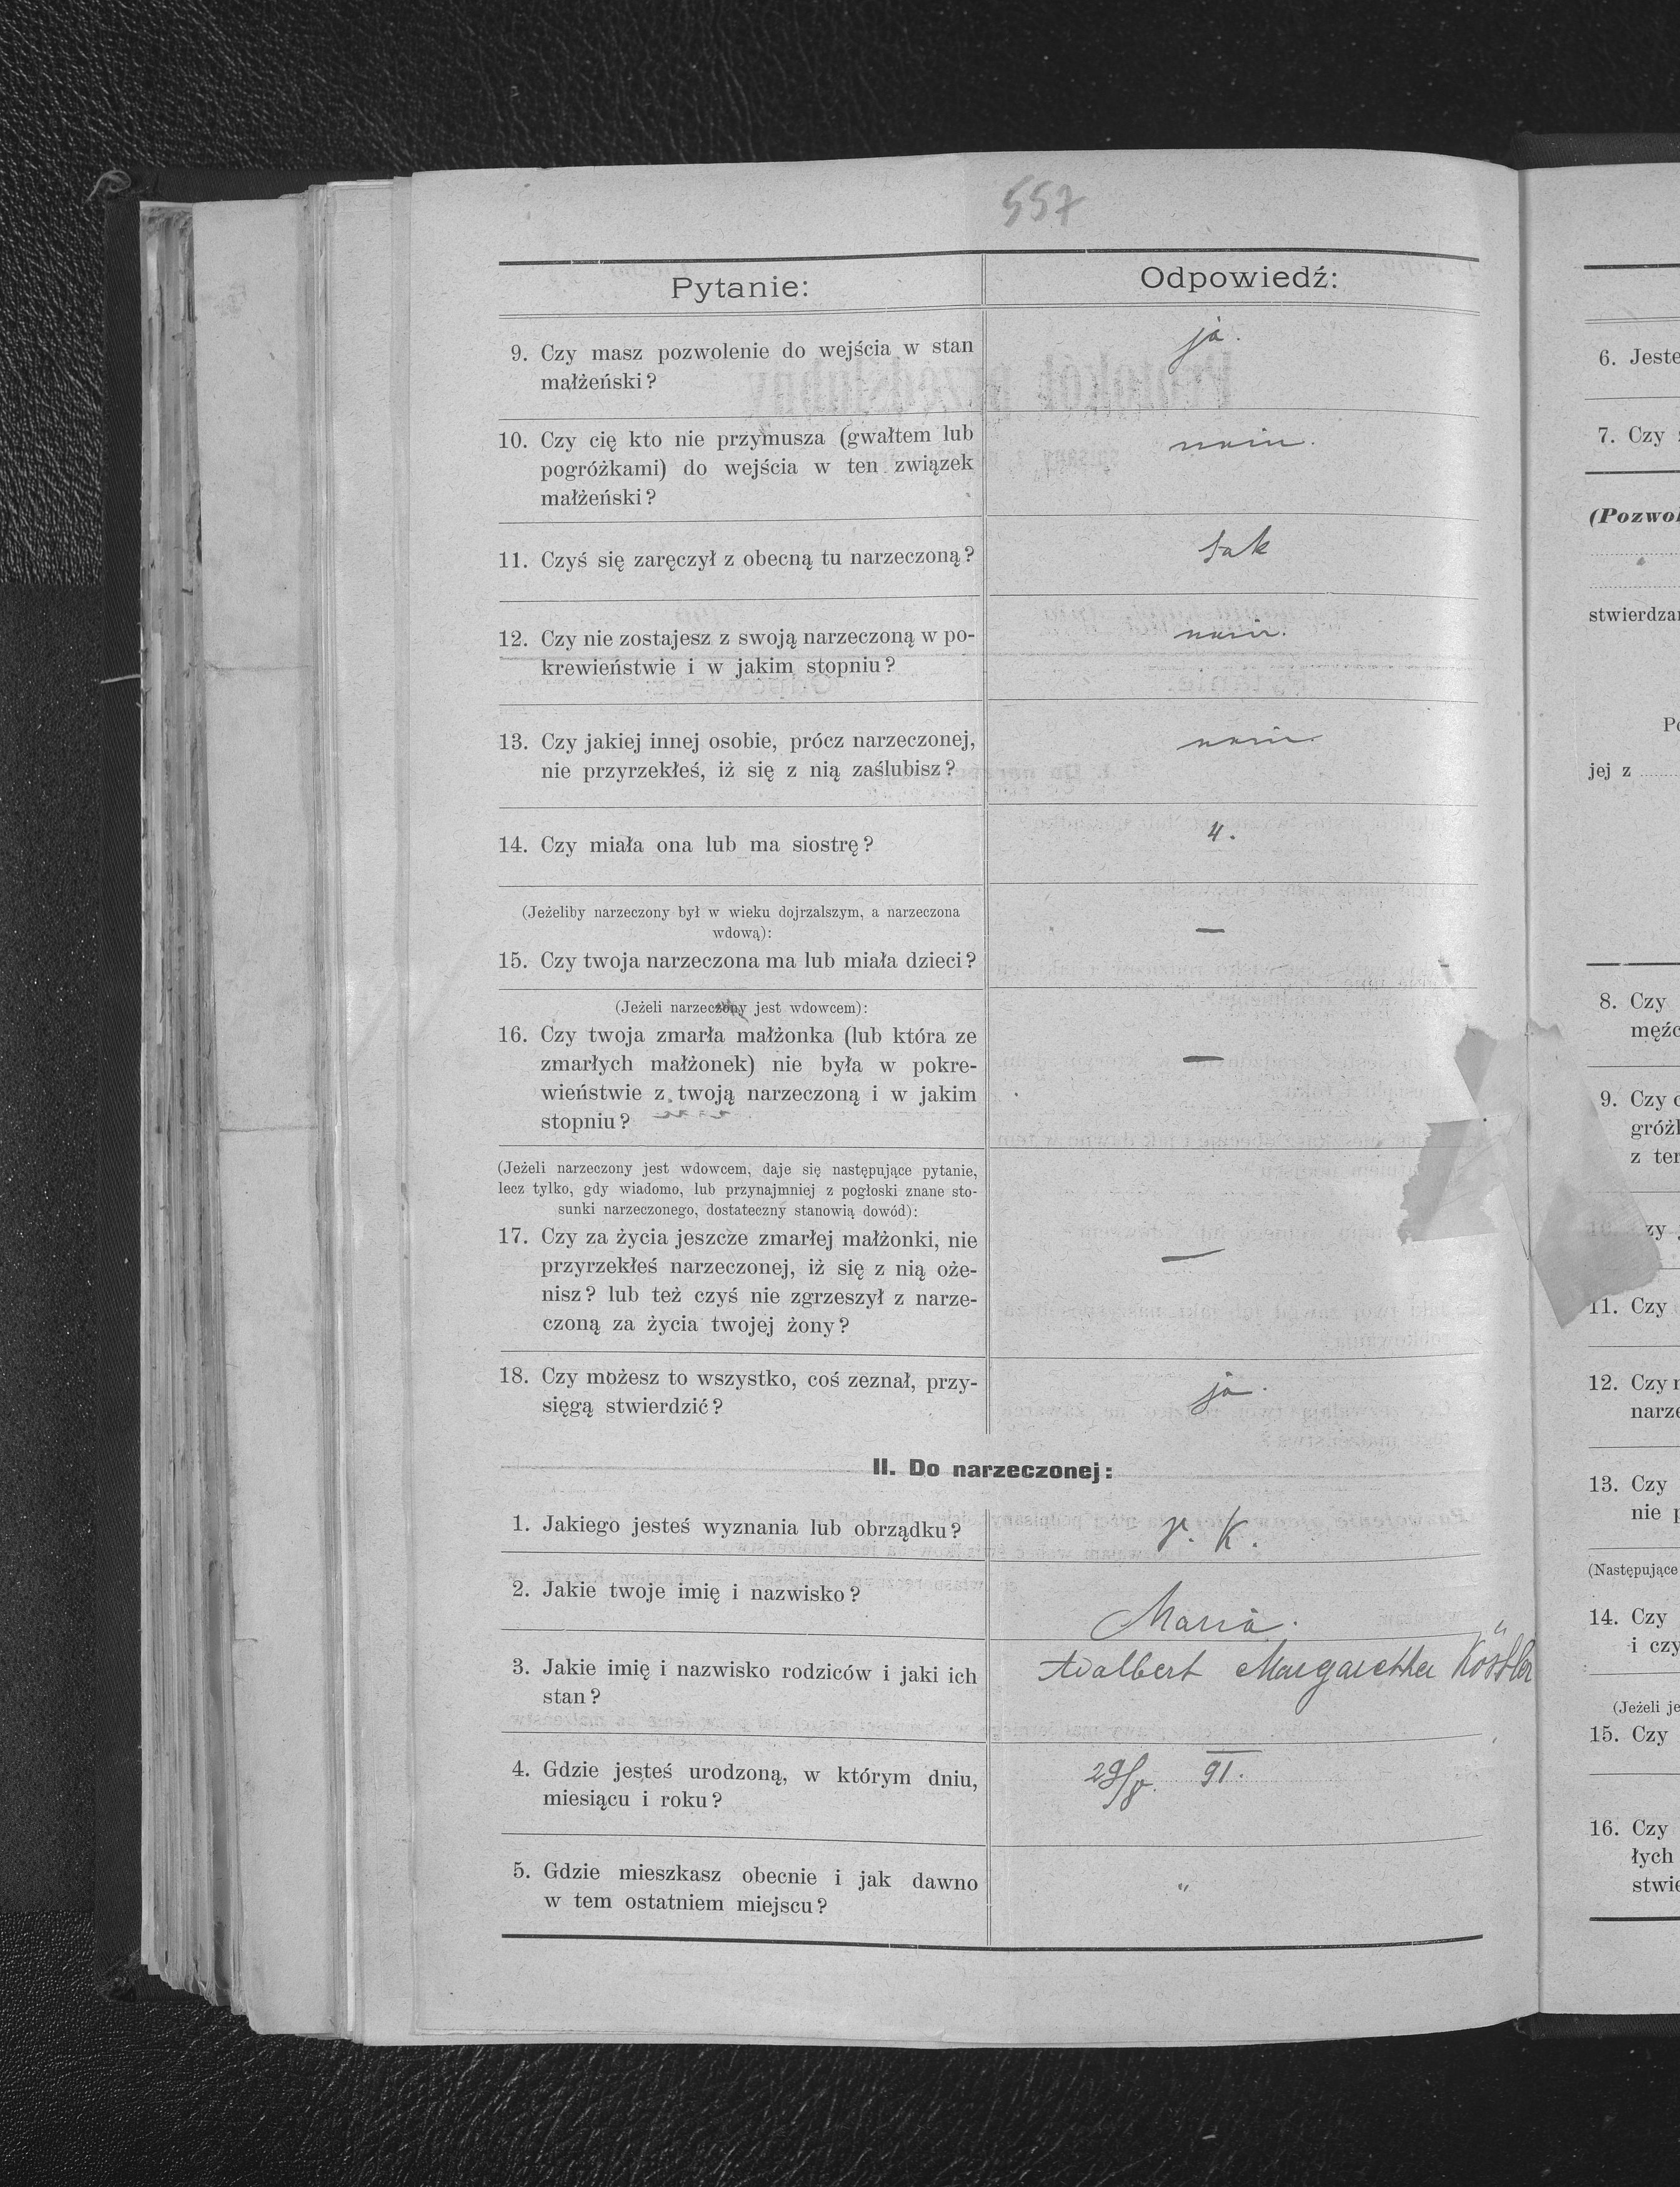 557
Pytanie:
Odpowiedź:
9. Czy masz pozwolenie do wejścia w stan
małżeński?
ja.
10. Czy cię kto nie przymusza (gwałtem lub
pogróżkami) do wejścia w ten związek
małżeński?
nein.
11. Czyś się zaręczył z obecną tu narzeczoną?
tak
12. Czy nie zostajesz z swoją narzeczoną w po-
krewieństwie i w jakim stopniu?
nein.
13. Czy jakiej innej osobie, prócz narzeczonej,
nie przyrzekłeś, iż się z nią zaślubisz?
nein.
14. Czy miała ona lub ma siostrę?
4.
(Jeżeliby narzeczony był w wieku dojrzalszym, a narzeczona
wdową):
15. Czy twoja narzeczona ma lub miała dzieci?
—
(Jeżeli narzeczony jest wdowcem):
16. Czy twoja zmarła małżonka (lub która ze
zmarłych małżonek) nie była w pokre-
wieństwie z twoją narzeczoną i w jakim
stopniu?
—
(Jeżeli narzeczony jest wdowcem, daje się następujące pytanie,
lecz tylko, gdy wiadomo, lub przynajmniej z pogłoski znane sto-
sunki narzeczonego, dostateczny stanowią dowód):
17. Czy za życia jeszcze zmarłej małżonki, nie
przyrzekłeś narzeczonej, iż się z nią oże-
nisz? lub też czyś nie zgrzeszył z narze-
czoną za życia twojej żony?
—
18. Czy możesz to wszystko, coś zeznał, przy-
sięgą stwierdzić?
ja.
II. Do narzeczonej:
1. Jakiego jesteś wyznania lub obrządku?
r. K.
2. Jakie twoje imię i nazwisko?
Maria.
3. Jakie imię i nazwisko rodziców i jaki ich
stan?
Adalbert Margaretha
4. Gdzie jesteś urodzoną, w którym dniu,
miesiącu i roku?
91.
5. Gdzie mieszkasz obecnie i jak dawno
w tem ostatniem miejscu?
"
6. Jeste
7. Czy
(Pozwol
stwierdza
Po
jej z
8. Czy
męźc
9. Czy c
gróźl
z ter
10. Czy
11. Czy
12. Czy n
narze
13. Czy
nie p
(Następujące
14. Czy
i czy
(Jeżeli je
15. Czy
16. Czy
łych
stwie